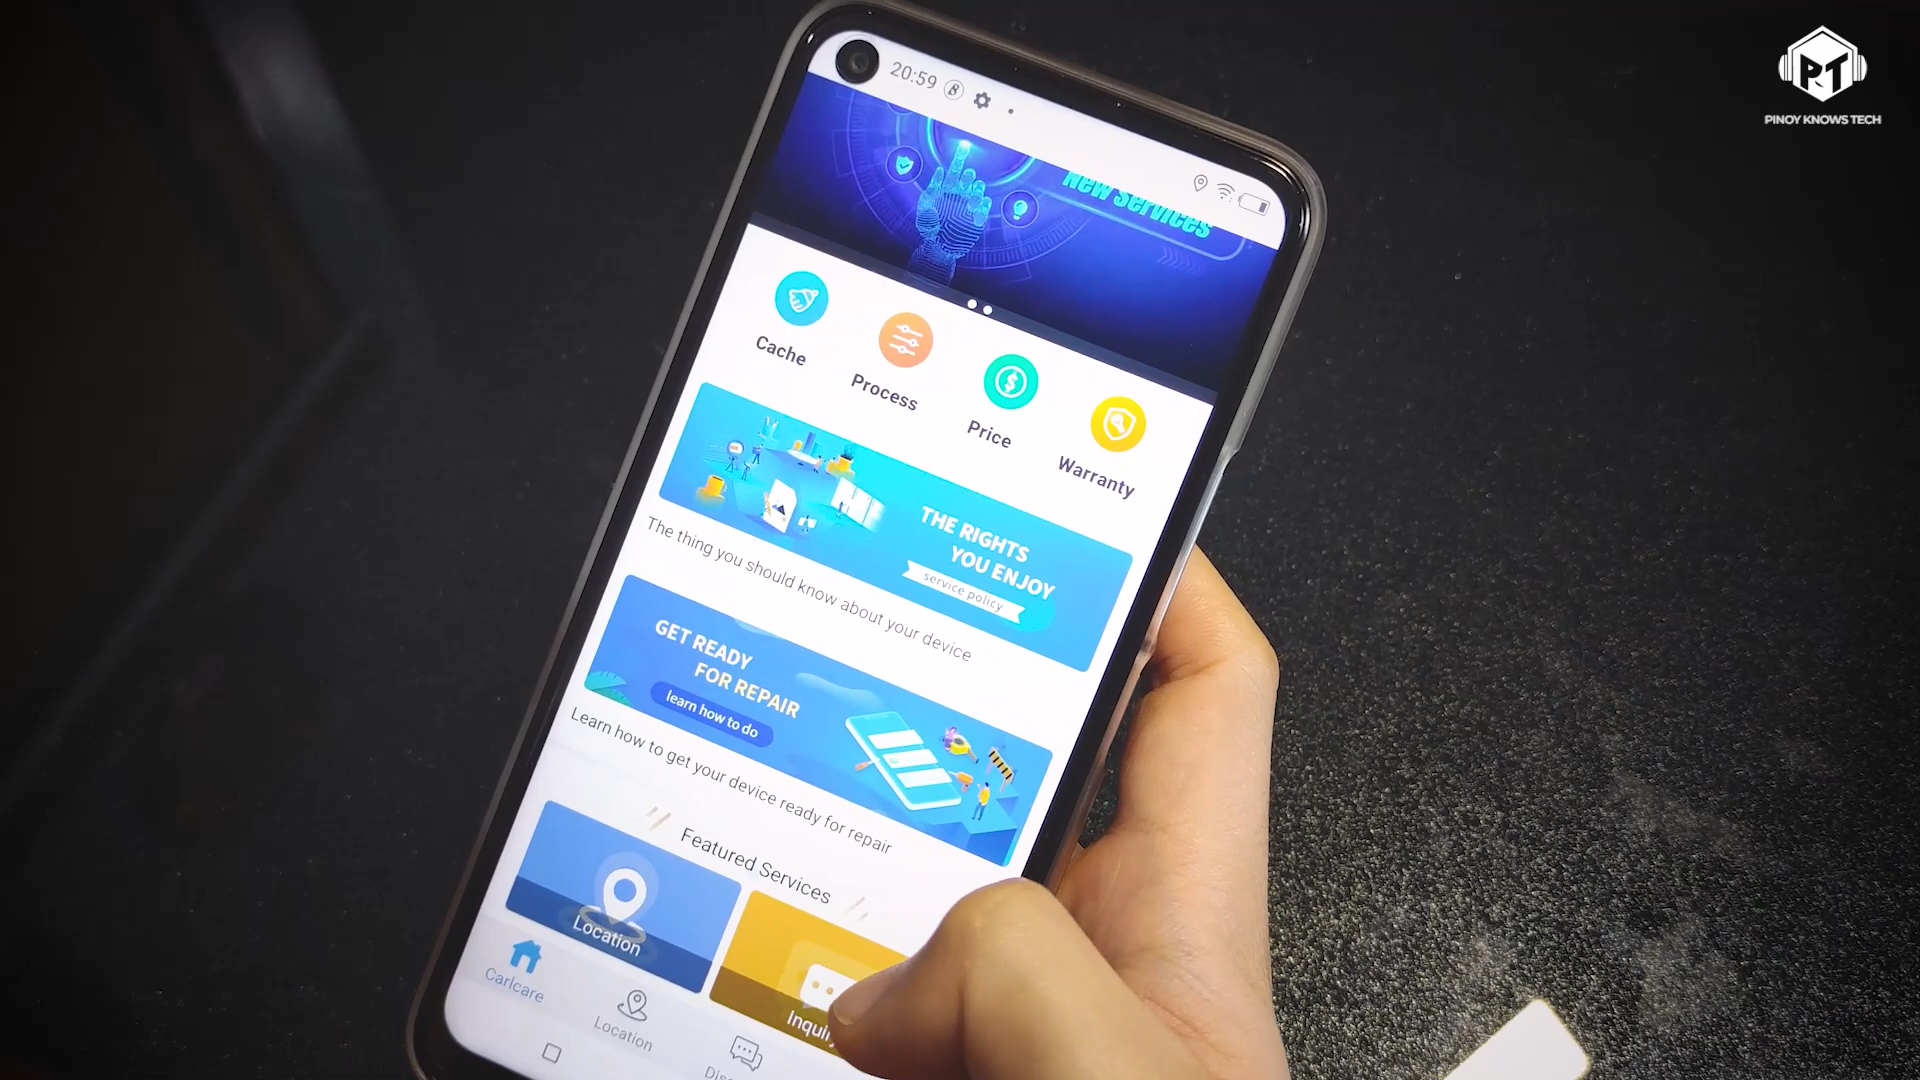 PT
PINOY KNOWS TECH
20:59
New Services
Cache
Process
Price
Warranty
THE RIGHTS
YOU ENJOY
service policy
The thing you should know about your device
GET READY
FOR REPAIR
learn how to do
Learn how to get your device ready for repair
Featured Services
Location
Carlcare
Location